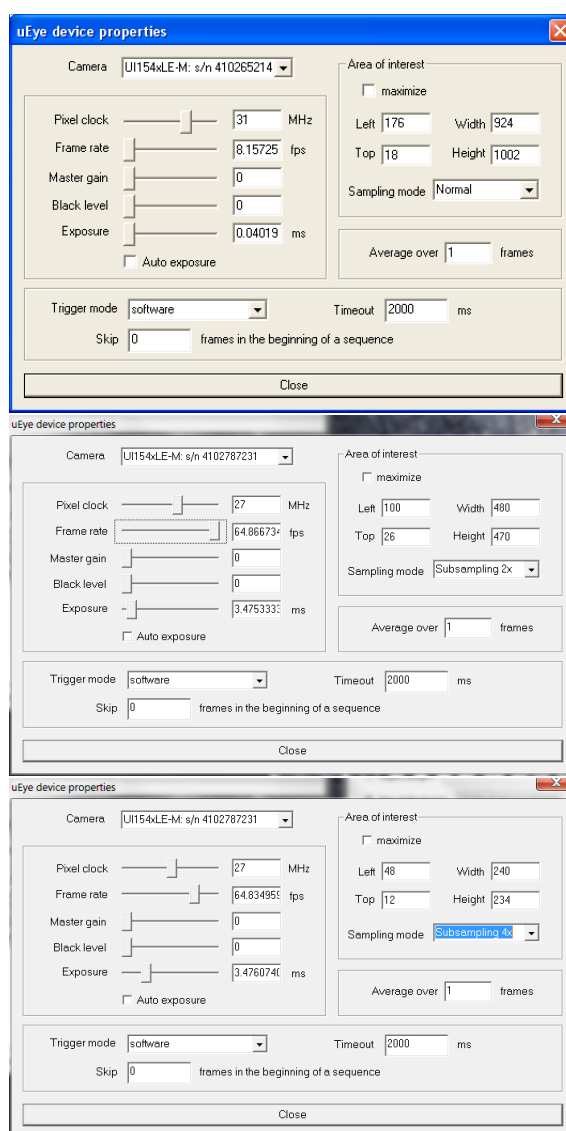 uEye device properties
Camera UI154xLE-M: s/n 410265214
Area of interest
maximize
Pixel clock 31 MHz
Left 176 Width 924
Frame rate 8.15725 fps
Top 18 Height 1002
Master gain 0
Sampling mode Normal
Black level 0
Exposure 0.04019 ms
Average over 1 frames
Auto exposure
Trigger mode software Timeout 2000 ms
Skip 0 frames in the beginning of a sequence
Close
uEye device properties
Camera UI154xLE-M: s/n 4102787231
Area of interest
maximize
Pixel clock 27 MHz
Left 100 Width 480
Frame rate 64.866734 fps
Top 26 Height 470
Master gain 0
Sampling mode Subsampling 2x
Black level 0
Exposure 3.4753333 ms
Average over 1 frames
Auto exposure
Trigger mode software Timeout 2000 ms
Skip 0 frames in the beginning of a sequence
Close
uEye device properties
Camera UI154xLE-M: s/n 4102787231
Area of interest
maximize
Pixel clock 27 MHz
Left 48 Width 240
Frame rate 64.834959 fps
Top 12 Height 234
Master gain 0
Sampling mode Subsampling 4x
Black level 0
Exposure 3.4760740 ms
Average over 1 frames
Auto exposure
Trigger mode software Timeout 2000 ms
Skip 0 frames in the beginning of a sequence
Close